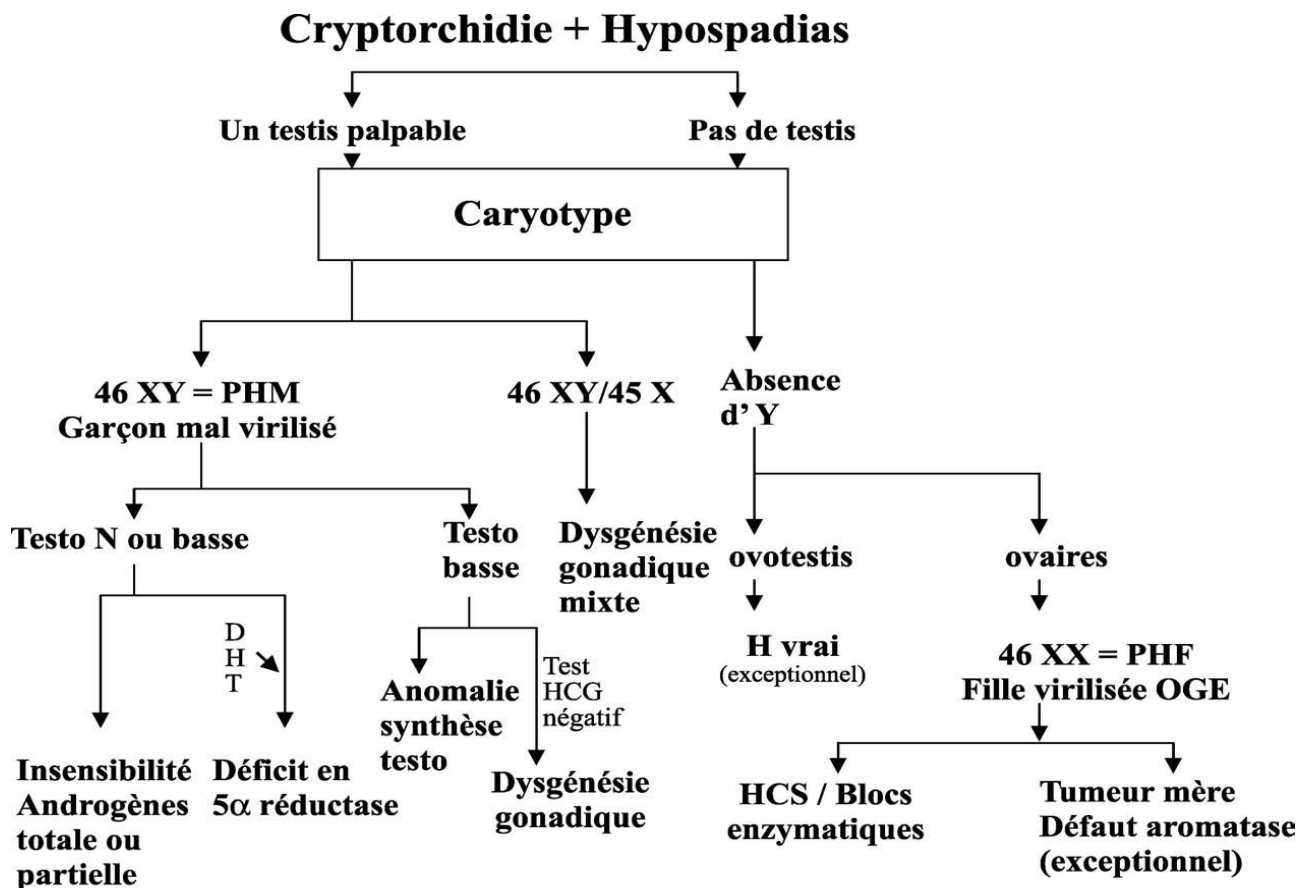 Cryptorchidie + Hypospadias
Un testis palpable
Pas de testis
Caryotype
46 XY = PHM
Garçon mal virilisé
46 XY/45 X
Absence
d' Y
Testo N ou basse
Testo
basse
Dysgénésie
gonadique
mixte
ovotestis
ovaires
D
H
T
H vrai
(exceptionnel)
46 XX = PHF
Fille virilisée OGE
Anomalie
synthèse
testo
Test
HCG
négatif
Insensibilité
Androgènes
totale ou
partielle
Déficit en
5α réductase
Dysgénésie
gonadique
HCS / Blocs
enzymatiques
Tumeur mère
Défaut aromatase
(exceptionnel)